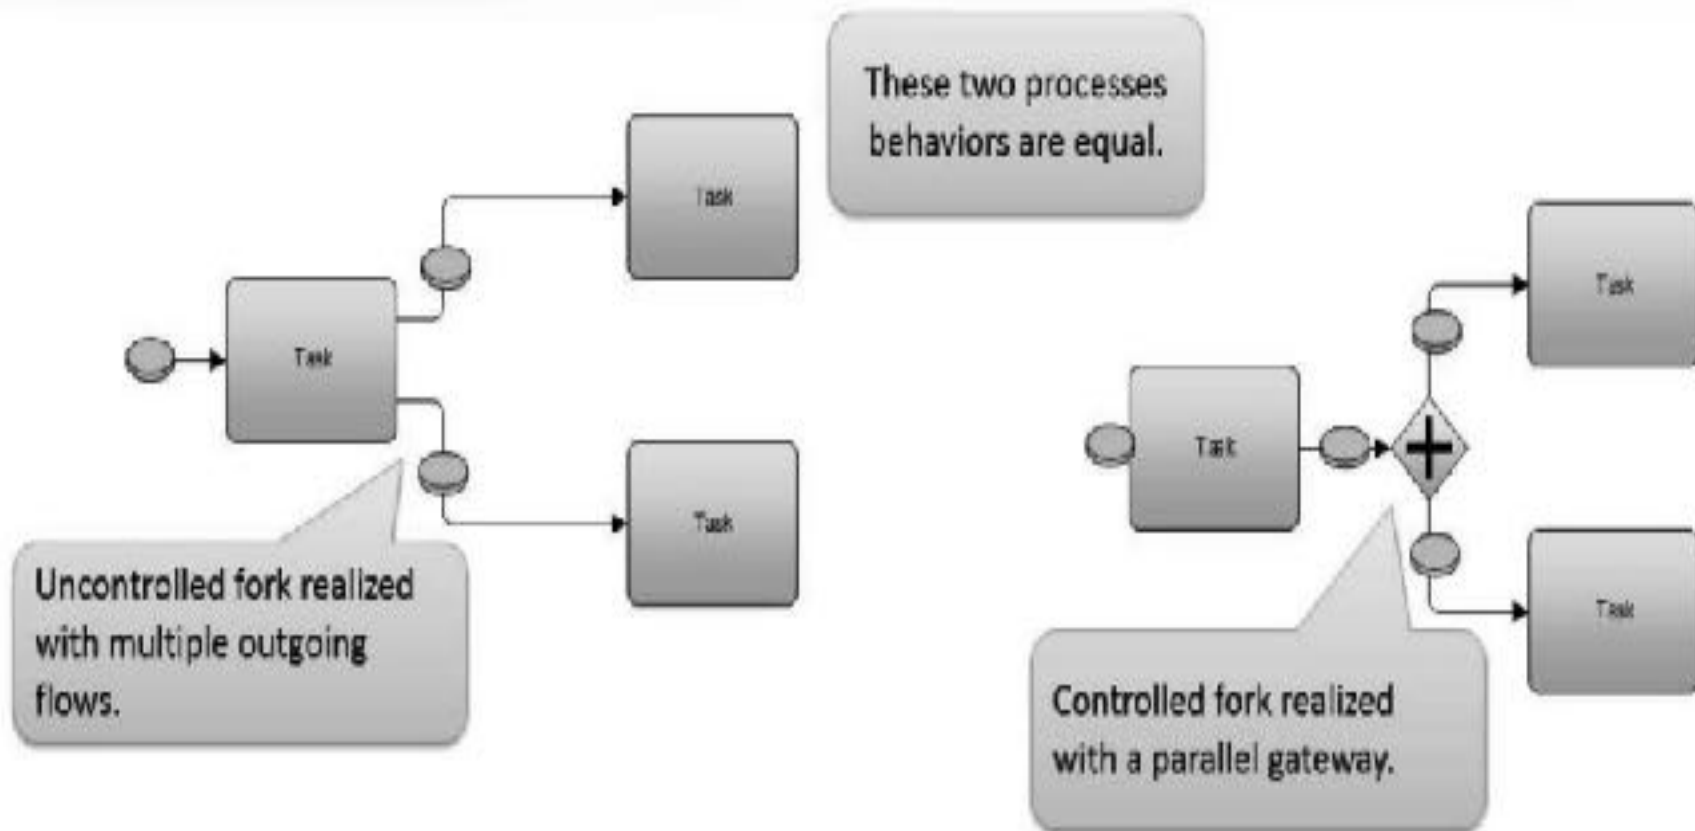 These two processes
behaviors are equal.
Task
Task
Task
Task
Task
Task
Uncontrolled fork realized
with multiple outgoing
flows.
Controlled fork realized
with a parallel gateway.